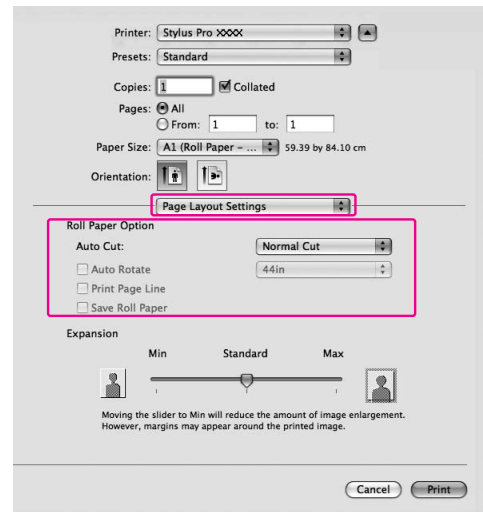 Printer: Stylus Pro XXXX
Presets: Standard
Copies: 1 Collated
Pages: All
From: 1 to: 1
Paper Size: A1 (Roll Paper - ... 59.39 by 84.10 cm
Orientation:
Page Layout Settings
Roll Paper Option
Auto Cut: Normal Cut
Auto Rotate 44in
Print Page Line
Save Roll Paper
Expansion
Min Standard Max
Moving the slider to Min will reduce the amount of image enlargement.
However, margins may appear around the printed image.
Cancel Print